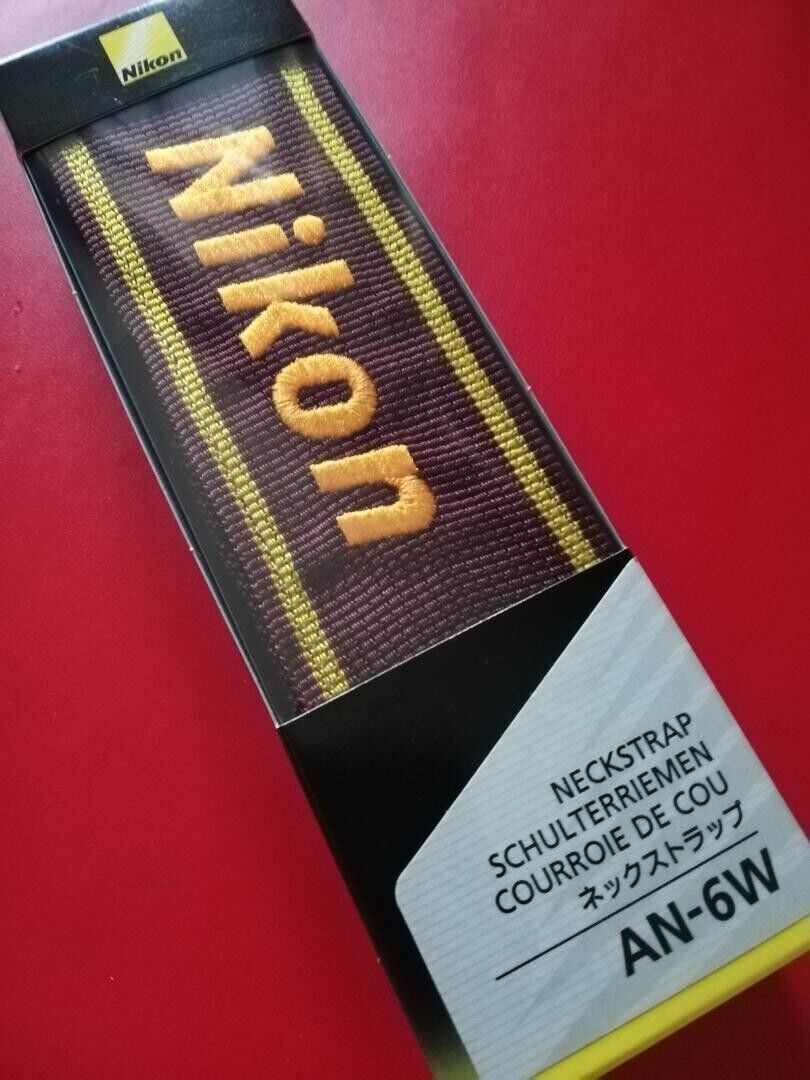 Nikon
Nikon
NECKSTRAP
SCHULTERRIEMEN
COURROIE DE COU
ネックストラップ
AN-6W